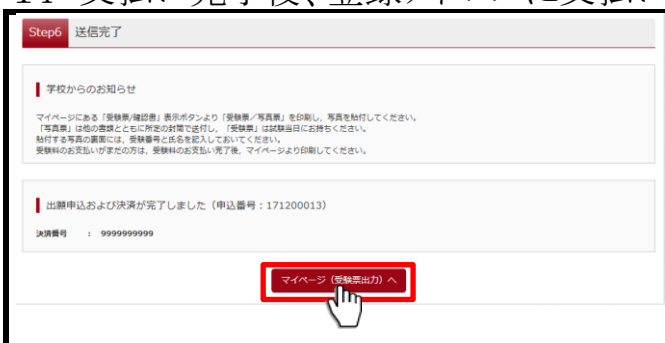 Step6 送信完了
学校からのお知らせ
マイページにある「受験票/確認書」表示ボタンより「受験票/写真票」を印刷し、写真を貼付してください。
「写真票」は他の書類とともに所定の封筒で送付し、「受験票」は試験当日にお持ちください。
貼付する写真の裏面には、受験番号と氏名を記入しておいてください。
受験料のお支払いがまだの方は、受験料のお支払い完了後、マイページより印刷してください。
出願申込および決済が完了しました（申込番号：171200013）
決済番号 ： 9999999999
マイページ（受験票出力）へ